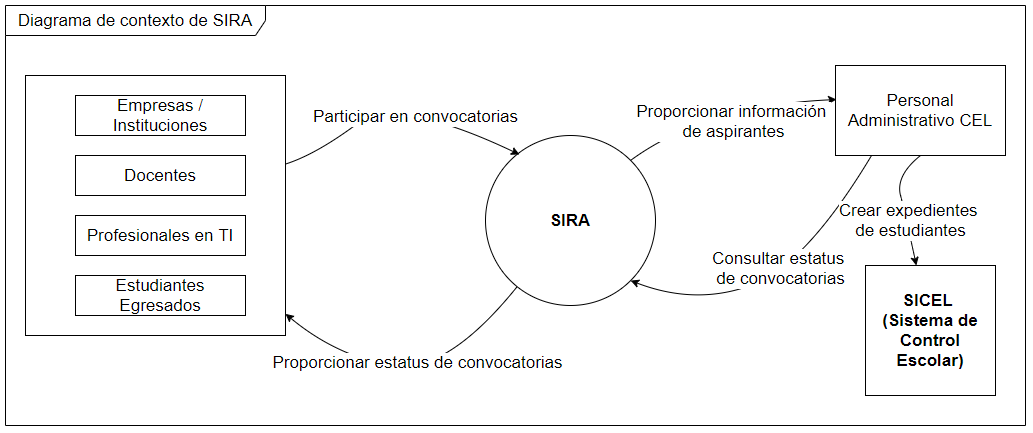 Diagrama de contexto de SIRA
Empresas /
Instituciones
Docentes
Profesionales en TI
Estudiantes
Egresados
Participar en convocatorias
SIRA
Proporcionar estatus de convocatorias
Proporcionar información
de aspirantes
Personal
Administrativo CEL
Consultar estatus
de convocatorias
Crear expedientes
de estudiantes
SICEL
(Sistema de
Control
Escolar)